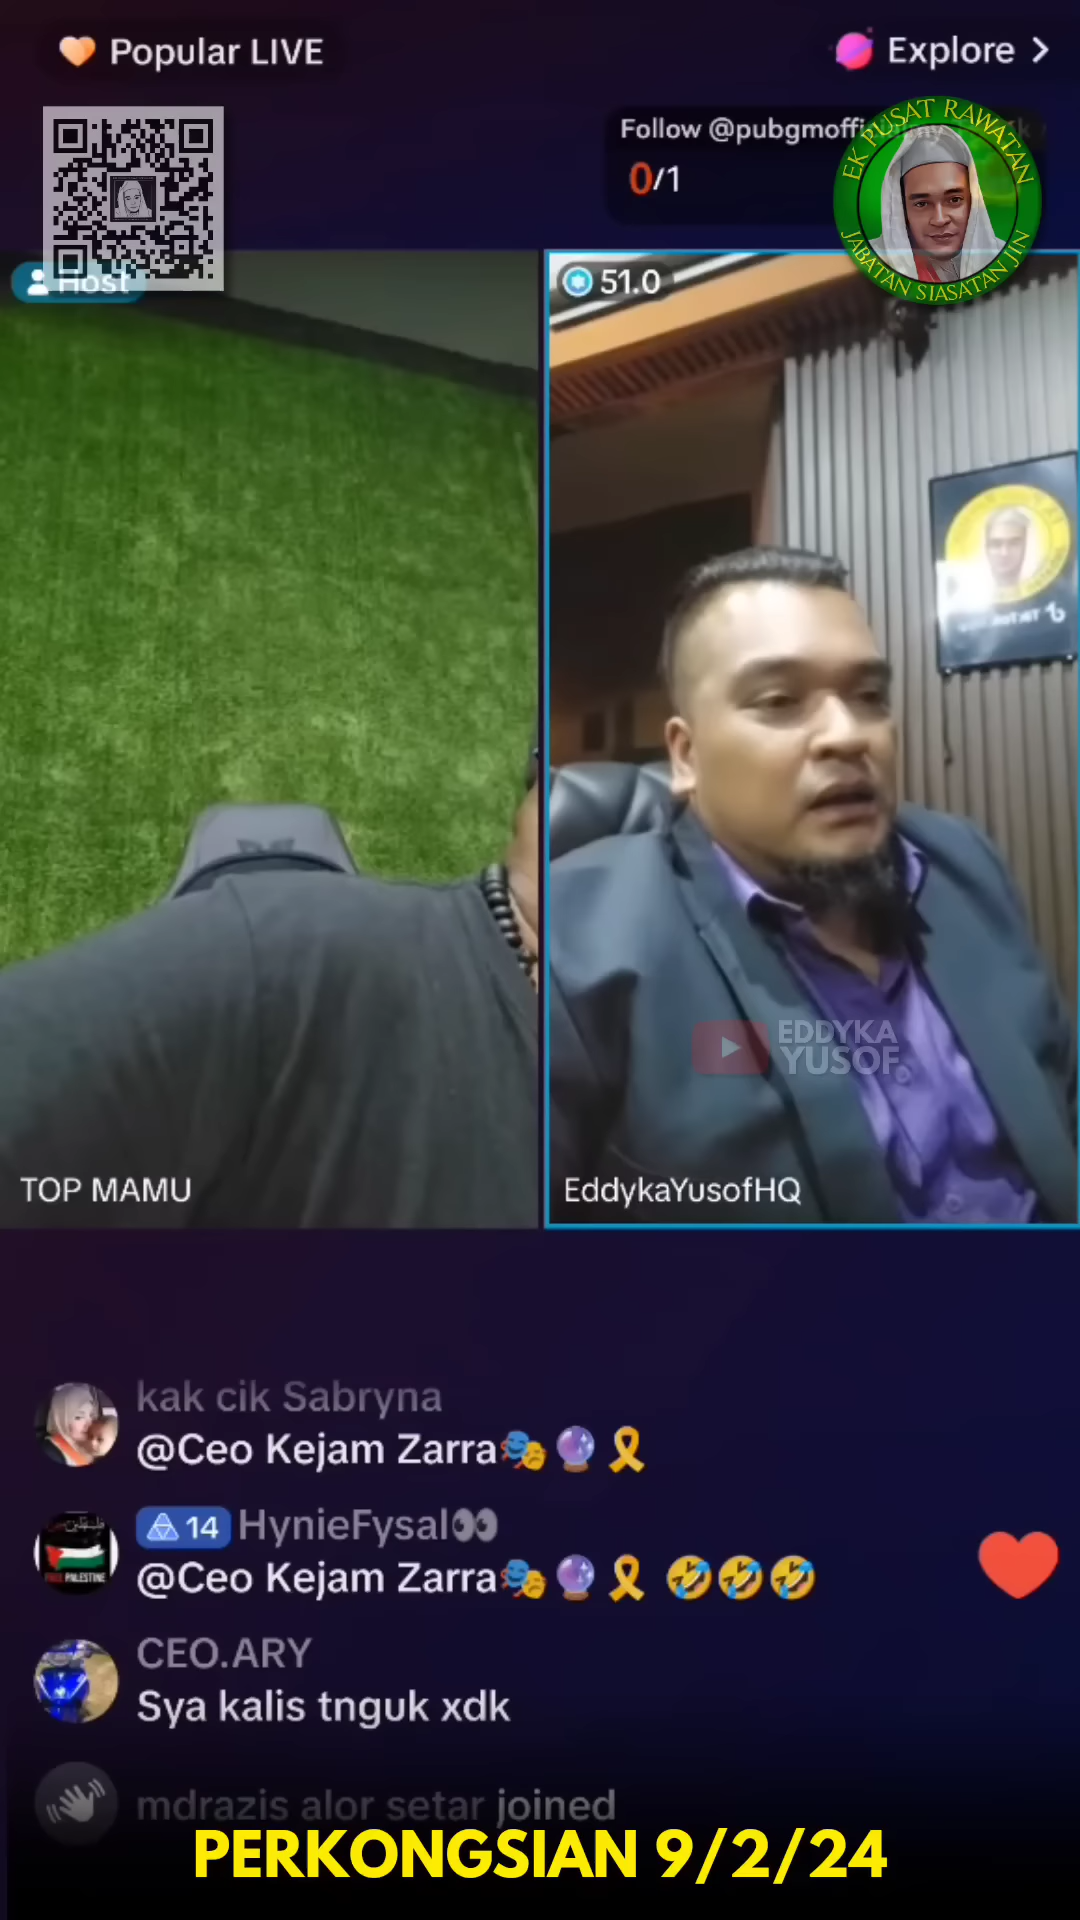 Popular LIVE
Explore >
Follow @pubgmoffi
0/1
EK PUSAT RAWATAN
JABATAN SIASATAN JIN
Host
51.0
EDDYKA
YUSOF
TOP MAMU
EddykaYusofHQ
kak cik Sabryna
@Ceo Kejam Zarra🎭🔮🎗️
14 HynieFysal👀
@Ceo Kejam Zarra🎭🔮🎗️ 🤣🤣🤣
PALESTINE
CEO.ARY
Sya kalis tnguk xdk
mdrazis alor setar joined
PERKONGSIAN 9/2/24